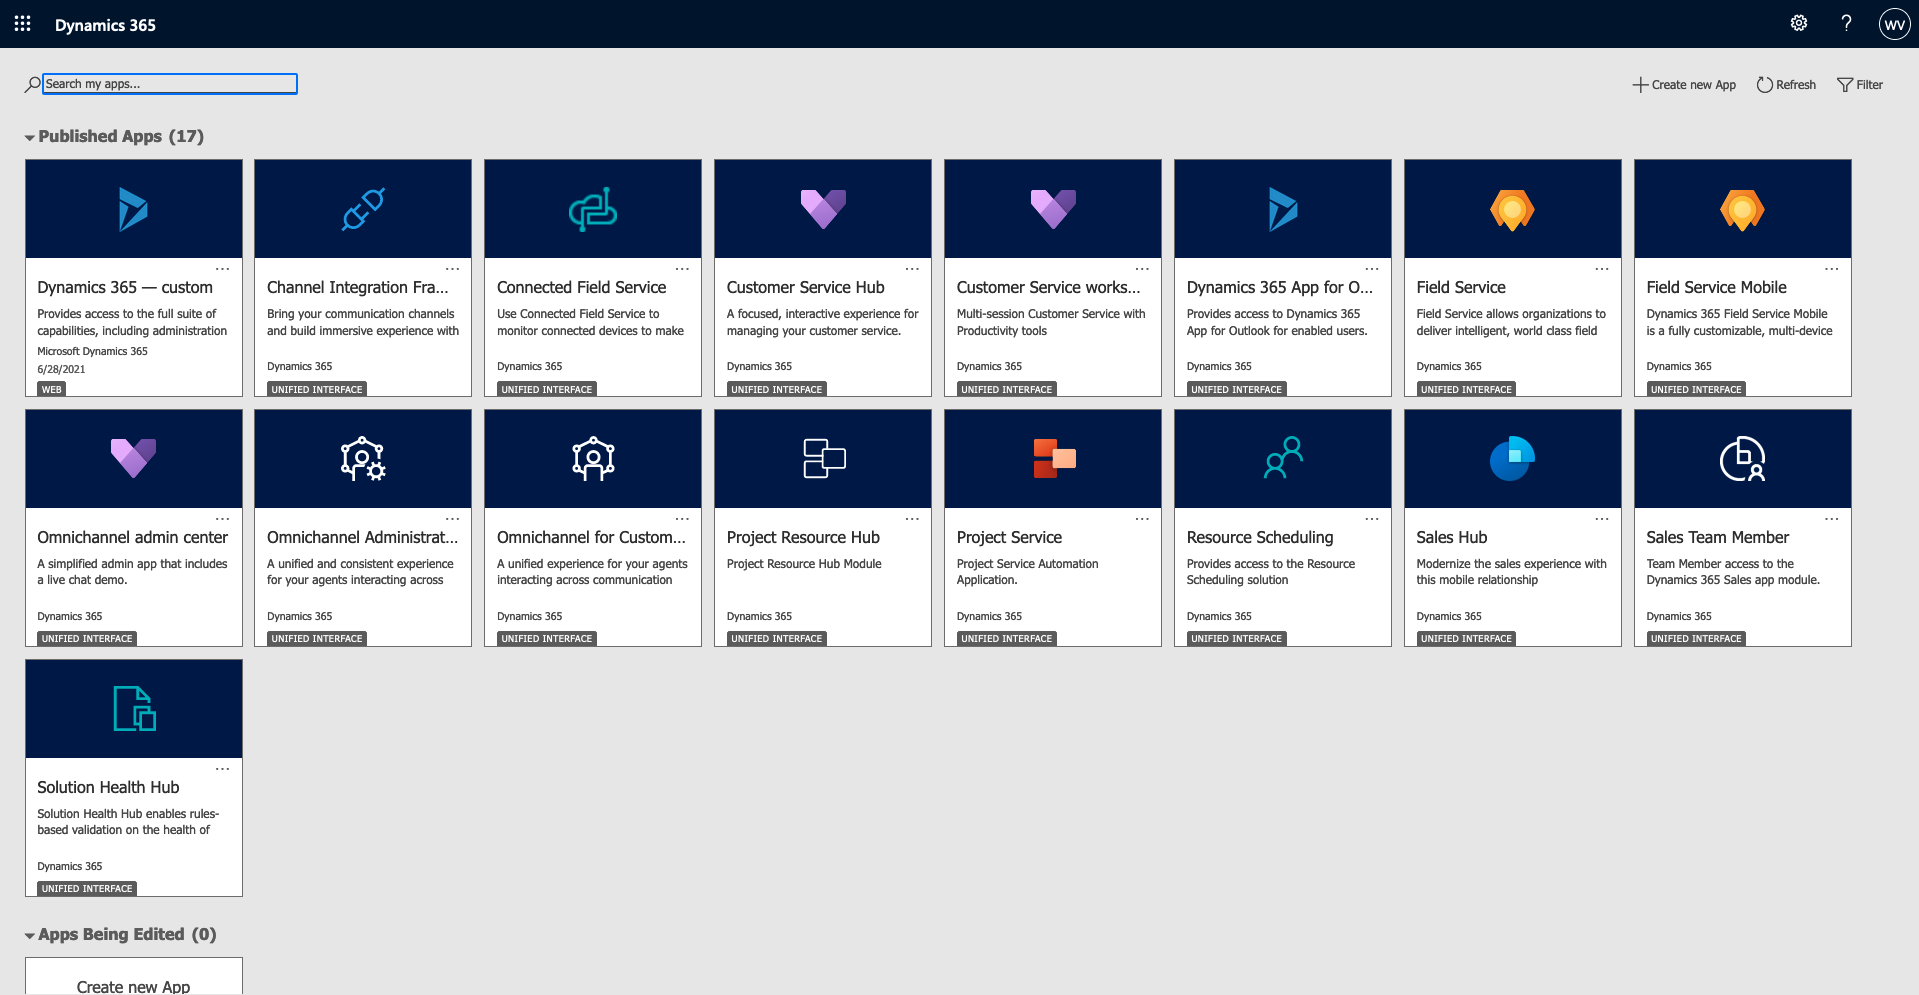 Dynamics 365
WV
Search my apps...
Create new App
Refresh
Filter
Published Apps (17)
Dynamics 365 — custom
Provides access to the full suite of
capabilities, including administration
Microsoft Dynamics 365
6/28/2021
WEB
Channel Integration Fra...
Bring your communication channels
and build immersive experience with
Dynamics 365
UNIFIED INTERFACE
Connected Field Service
Use Connected Field Service to
monitor connected devices to make
Dynamics 365
UNIFIED INTERFACE
Customer Service Hub
A focused, interactive experience for
managing your customer service.
Dynamics 365
UNIFIED INTERFACE
Customer Service works...
Multi-session Customer Service with
Productivity tools
Dynamics 365
UNIFIED INTERFACE
Dynamics 365 App for O...
Provides access to Dynamics 365
App for Outlook for enabled users.
Dynamics 365
UNIFIED INTERFACE
Field Service
Field Service allows organizations to
deliver intelligent, world class field
Dynamics 365
UNIFIED INTERFACE
Field Service Mobile
Dynamics 365 Field Service Mobile
is a fully customizable, multi-device
Dynamics 365
UNIFIED INTERFACE
Omnichannel admin center
A simplified admin app that includes
a live chat demo.
Dynamics 365
UNIFIED INTERFACE
Omnichannel Administrat...
A unified and consistent experience
for your agents interacting across
Dynamics 365
UNIFIED INTERFACE
Omnichannel for Custom...
A unified experience for your agents
interacting across communication
Dynamics 365
UNIFIED INTERFACE
Project Resource Hub
Project Resource Hub Module
Dynamics 365
UNIFIED INTERFACE
Project Service
Project Service Automation
Application.
Dynamics 365
UNIFIED INTERFACE
Resource Scheduling
Provides access to the Resource
Scheduling solution
Dynamics 365
UNIFIED INTERFACE
Sales Hub
Modernize the sales experience with
this mobile relationship
Dynamics 365
UNIFIED INTERFACE
Sales Team Member
Team Member access to the
Dynamics 365 Sales app module.
Dynamics 365
UNIFIED INTERFACE
Solution Health Hub
Solution Health Hub enables rules-
based validation on the health of
Dynamics 365
UNIFIED INTERFACE
Apps Being Edited (0)
Create new App